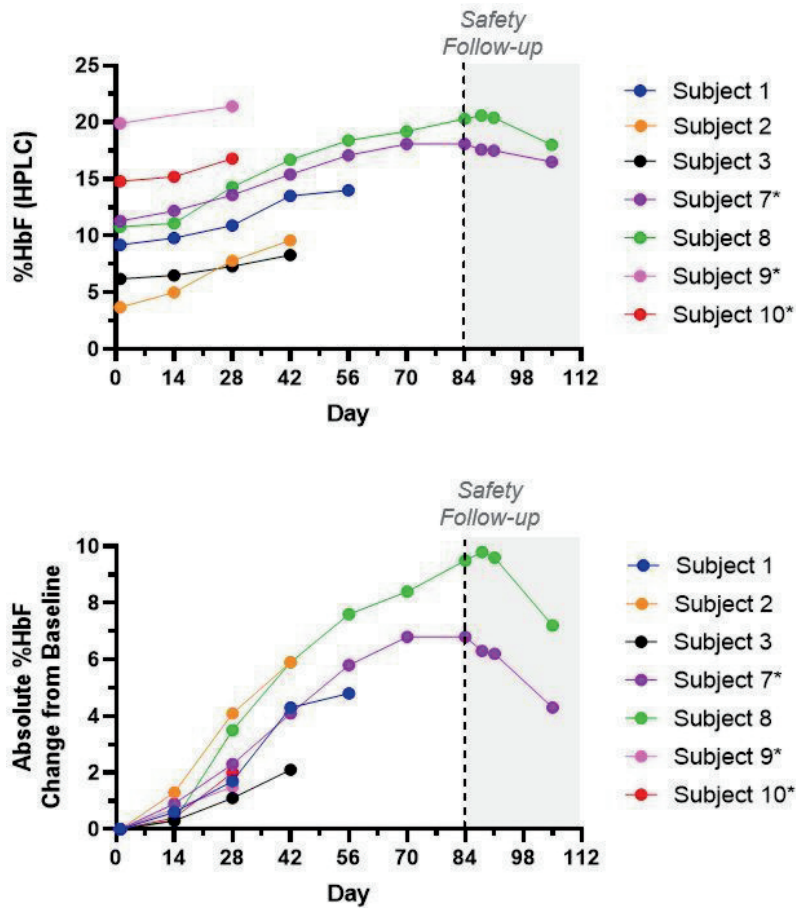 Safety
Follow-up
25
20
15
10
5
0
%HbF (HPLC)
0 14 28 42 56 70 84 98 112
Day
Subject 1
Subject 2
Subject 3
Subject 7*
Subject 8
Subject 9*
Subject 10*
Safety
Follow-up
10
8
6
4
2
0
Absolute %HbF
Change from Baseline
0 14 28 42 56 70 84 98 112
Day
Subject 1
Subject 2
Subject 3
Subject 7*
Subject 8
Subject 9*
Subject 10*